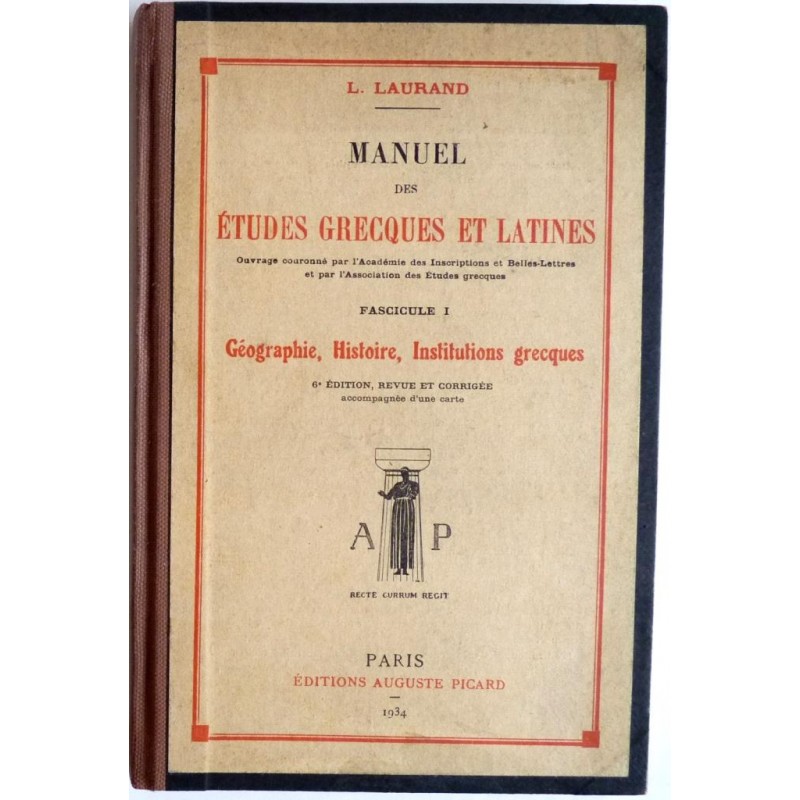 L. LAURAND
MANUEL
DES
ÉTUDES GRECQUES ET LATINES
Ouvrage couronné par l'Académie des Inscriptions et Belles-Lettres
et par l'Association des Études grecques
FASCICULE I
Géographie, Histoire, Institutions grecques
6e ÉDITION, REVUE ET CORRIGÉE
accompagnée d'une carte
A P
RECTE CURRUM REGIT
PARIS
ÉDITIONS AUGUSTE PICARD
1934